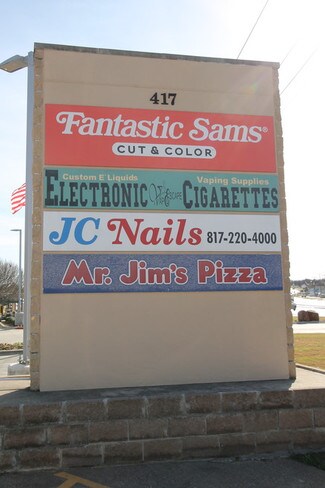 417
Fantastic Sams®
CUT & COLOR
Custom E Liquids Vaping Supplies
ELECTRONIC CIGARETTES
JC Nails 817-220-4000
Mr. Jim's Pizza